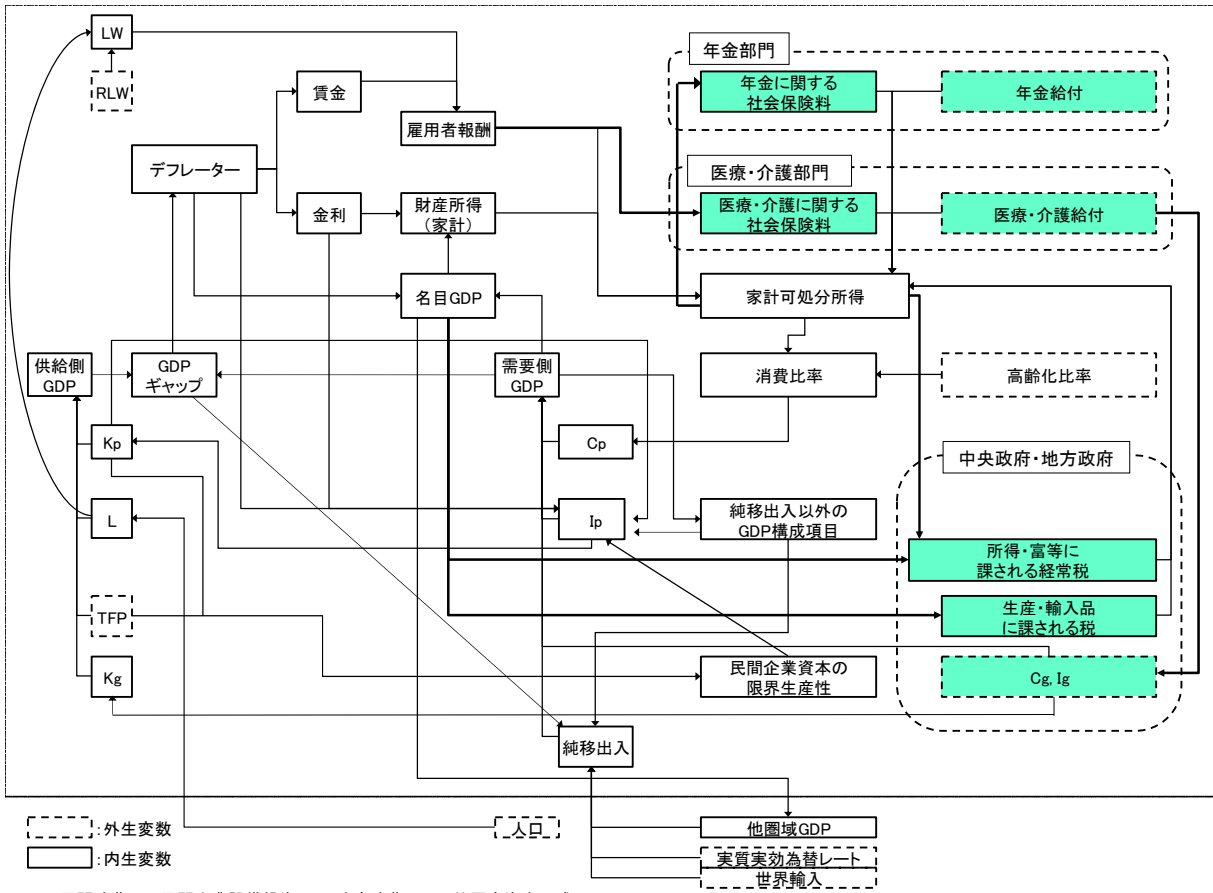 LW
RLW
賃金
デフレーター
金利
雇用者報酬
財産所得
(家計)
名目GDP
年金部門
年金に関する
社会保険料
年金給付
医療・介護部門
医療・介護に関する
社会保険料
医療・介護給付
家計可処分所得
供給側
GDP
GDP
ギャップ
需要側
GDP
消費比率
高齢化比率
Kp
Cp
中央政府・地方政府
L
Ip
純移出入以外の
GDP構成項目
所得・富等に
課される経常税
TFP
生産・輸入品
に課される税
Kg
民間企業資本の
限界生産性
Cg, Ig
純移出入
:外生変数
人口
他圏域GDP
:内生変数
実質実効為替レート
世界輸入